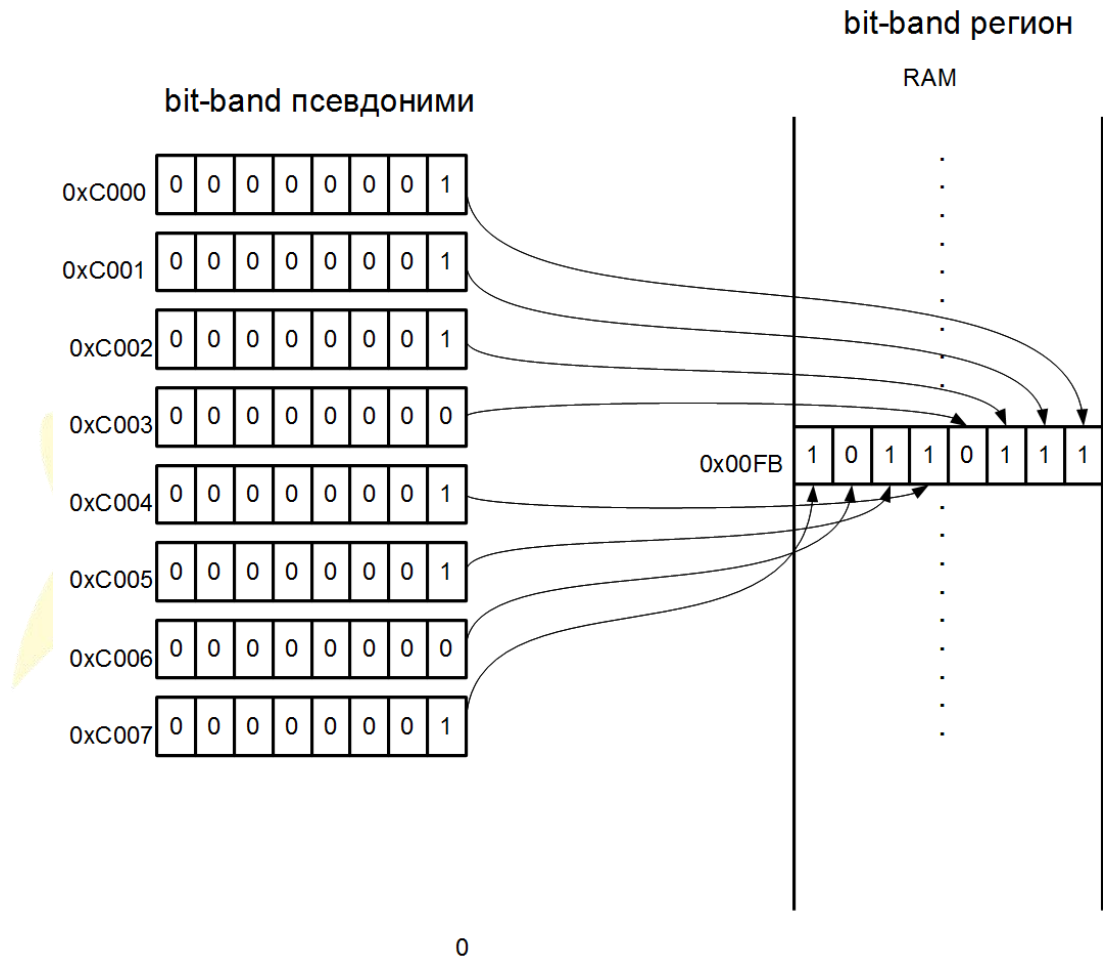 bit-band регион
RAM
bit-band псевдоними
0xC000 0 0 0 0 0 0 0 1
0xC001 0 0 0 0 0 0 0 1
0xC002 0 0 0 0 0 0 0 1
0xC003 0 0 0 0 0 0 0 0
0x00FB 1 0 1 1 0 1 1 1
0xC004 0 0 0 0 0 0 0 1
0xC005 0 0 0 0 0 0 0 1
0xC006 0 0 0 0 0 0 0 0
0xC007 0 0 0 0 0 0 0 1
0